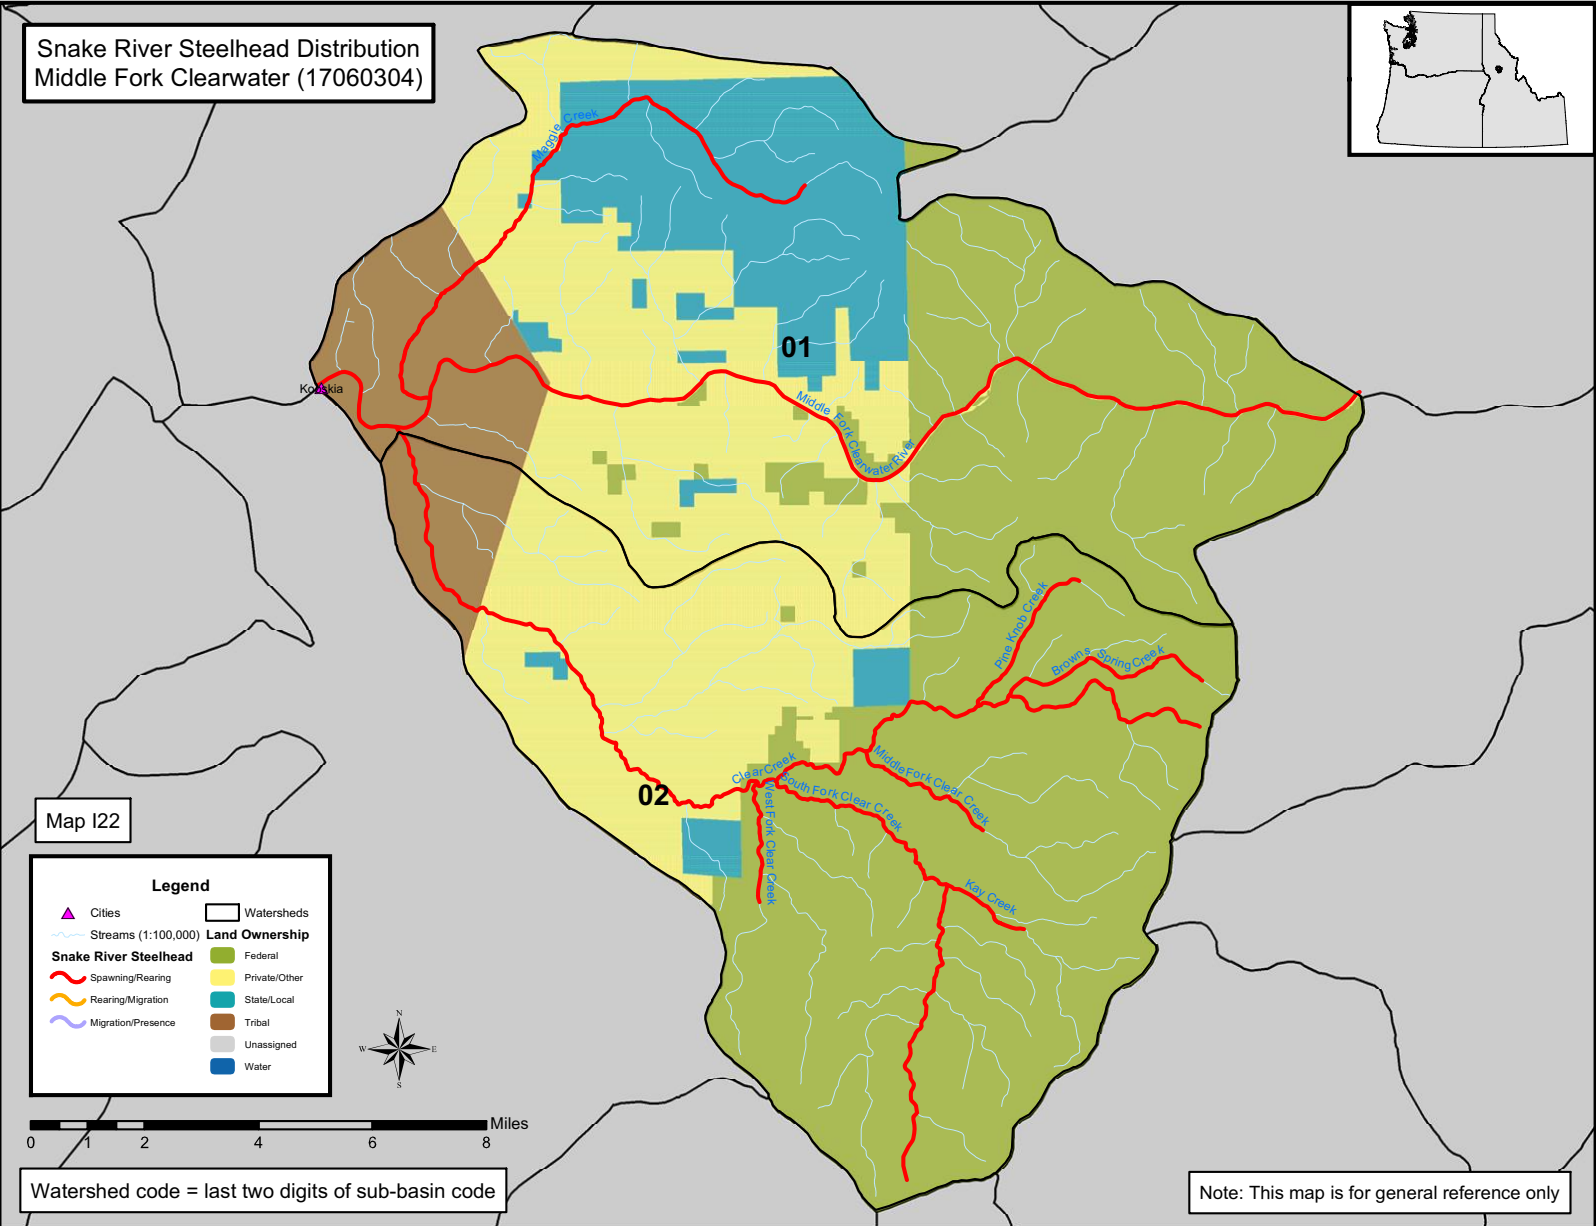 Snake River Steelhead Distribution
Middle Fork Clearwater (17060304)
Maggie Creek
01
Kooskia
Middle Fork Clearwater River
Pine Knob Creek
Browns Spring Creek
Clear Creek
Middle Fork Clear Creek
South Fork Clear Creek
West Fork Clear Creek
02
Kay Creek
Map I22
Legend
Cities
Watersheds
Streams (1:100,000)
Land Ownership
Snake River Steelhead
Federal
Spawning/Rearing
Private/Other
Rearing/Migration
State/Local
Migration/Presence
Tribal
Unassigned
Water
N
W
E
S
Miles
0 1 2 4 6 8
Watershed code = last two digits of sub-basin code
Note: This map is for general reference only